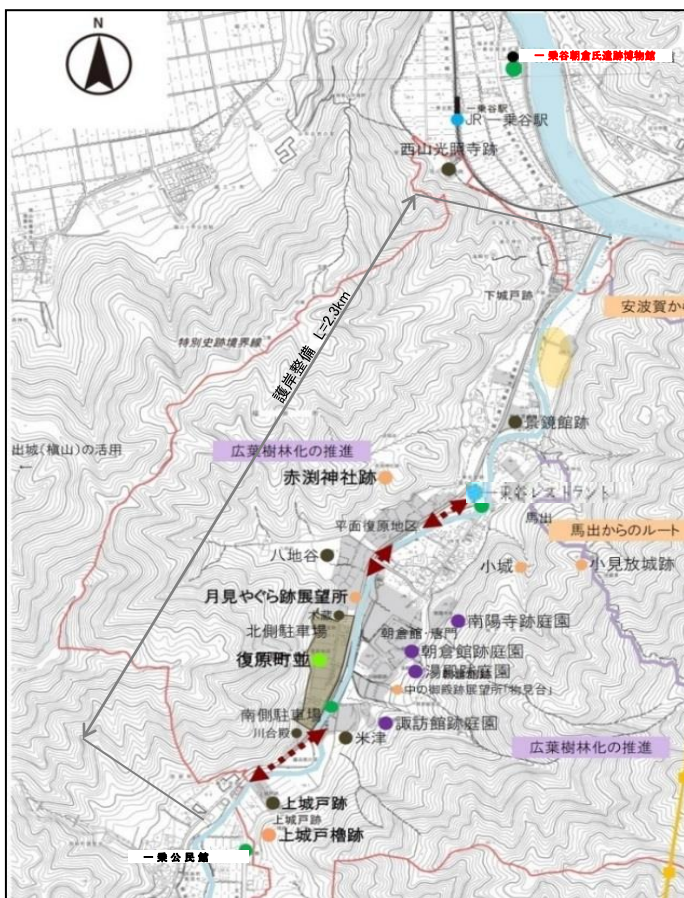 N
一乗谷朝倉氏遺跡博物館
一乗谷駅
JR一乗谷駅
西山光照寺跡
下城戸跡
安波賀か
護岸整備 L=2.3km
特別史跡境界線
景鏡館跡
出城(槇山)の活用
広葉樹林化の推進
赤渕神社跡
一乗谷レストラント
平面復原地区
馬出
馬出からのルート
八地谷
小城
小見放城跡
月見やぐら跡展望所
北側駐車場
朝倉館・唐門
南陽寺跡庭園
復原町並
朝倉館跡庭園
湯殿跡庭園
中の御殿跡展望所「物見台」
南側駐車場
川合殿
諏訪館跡庭園
米津
広葉樹林化の推進
上城戸跡
上城戸跡
上城戸櫓跡
一乗公民館